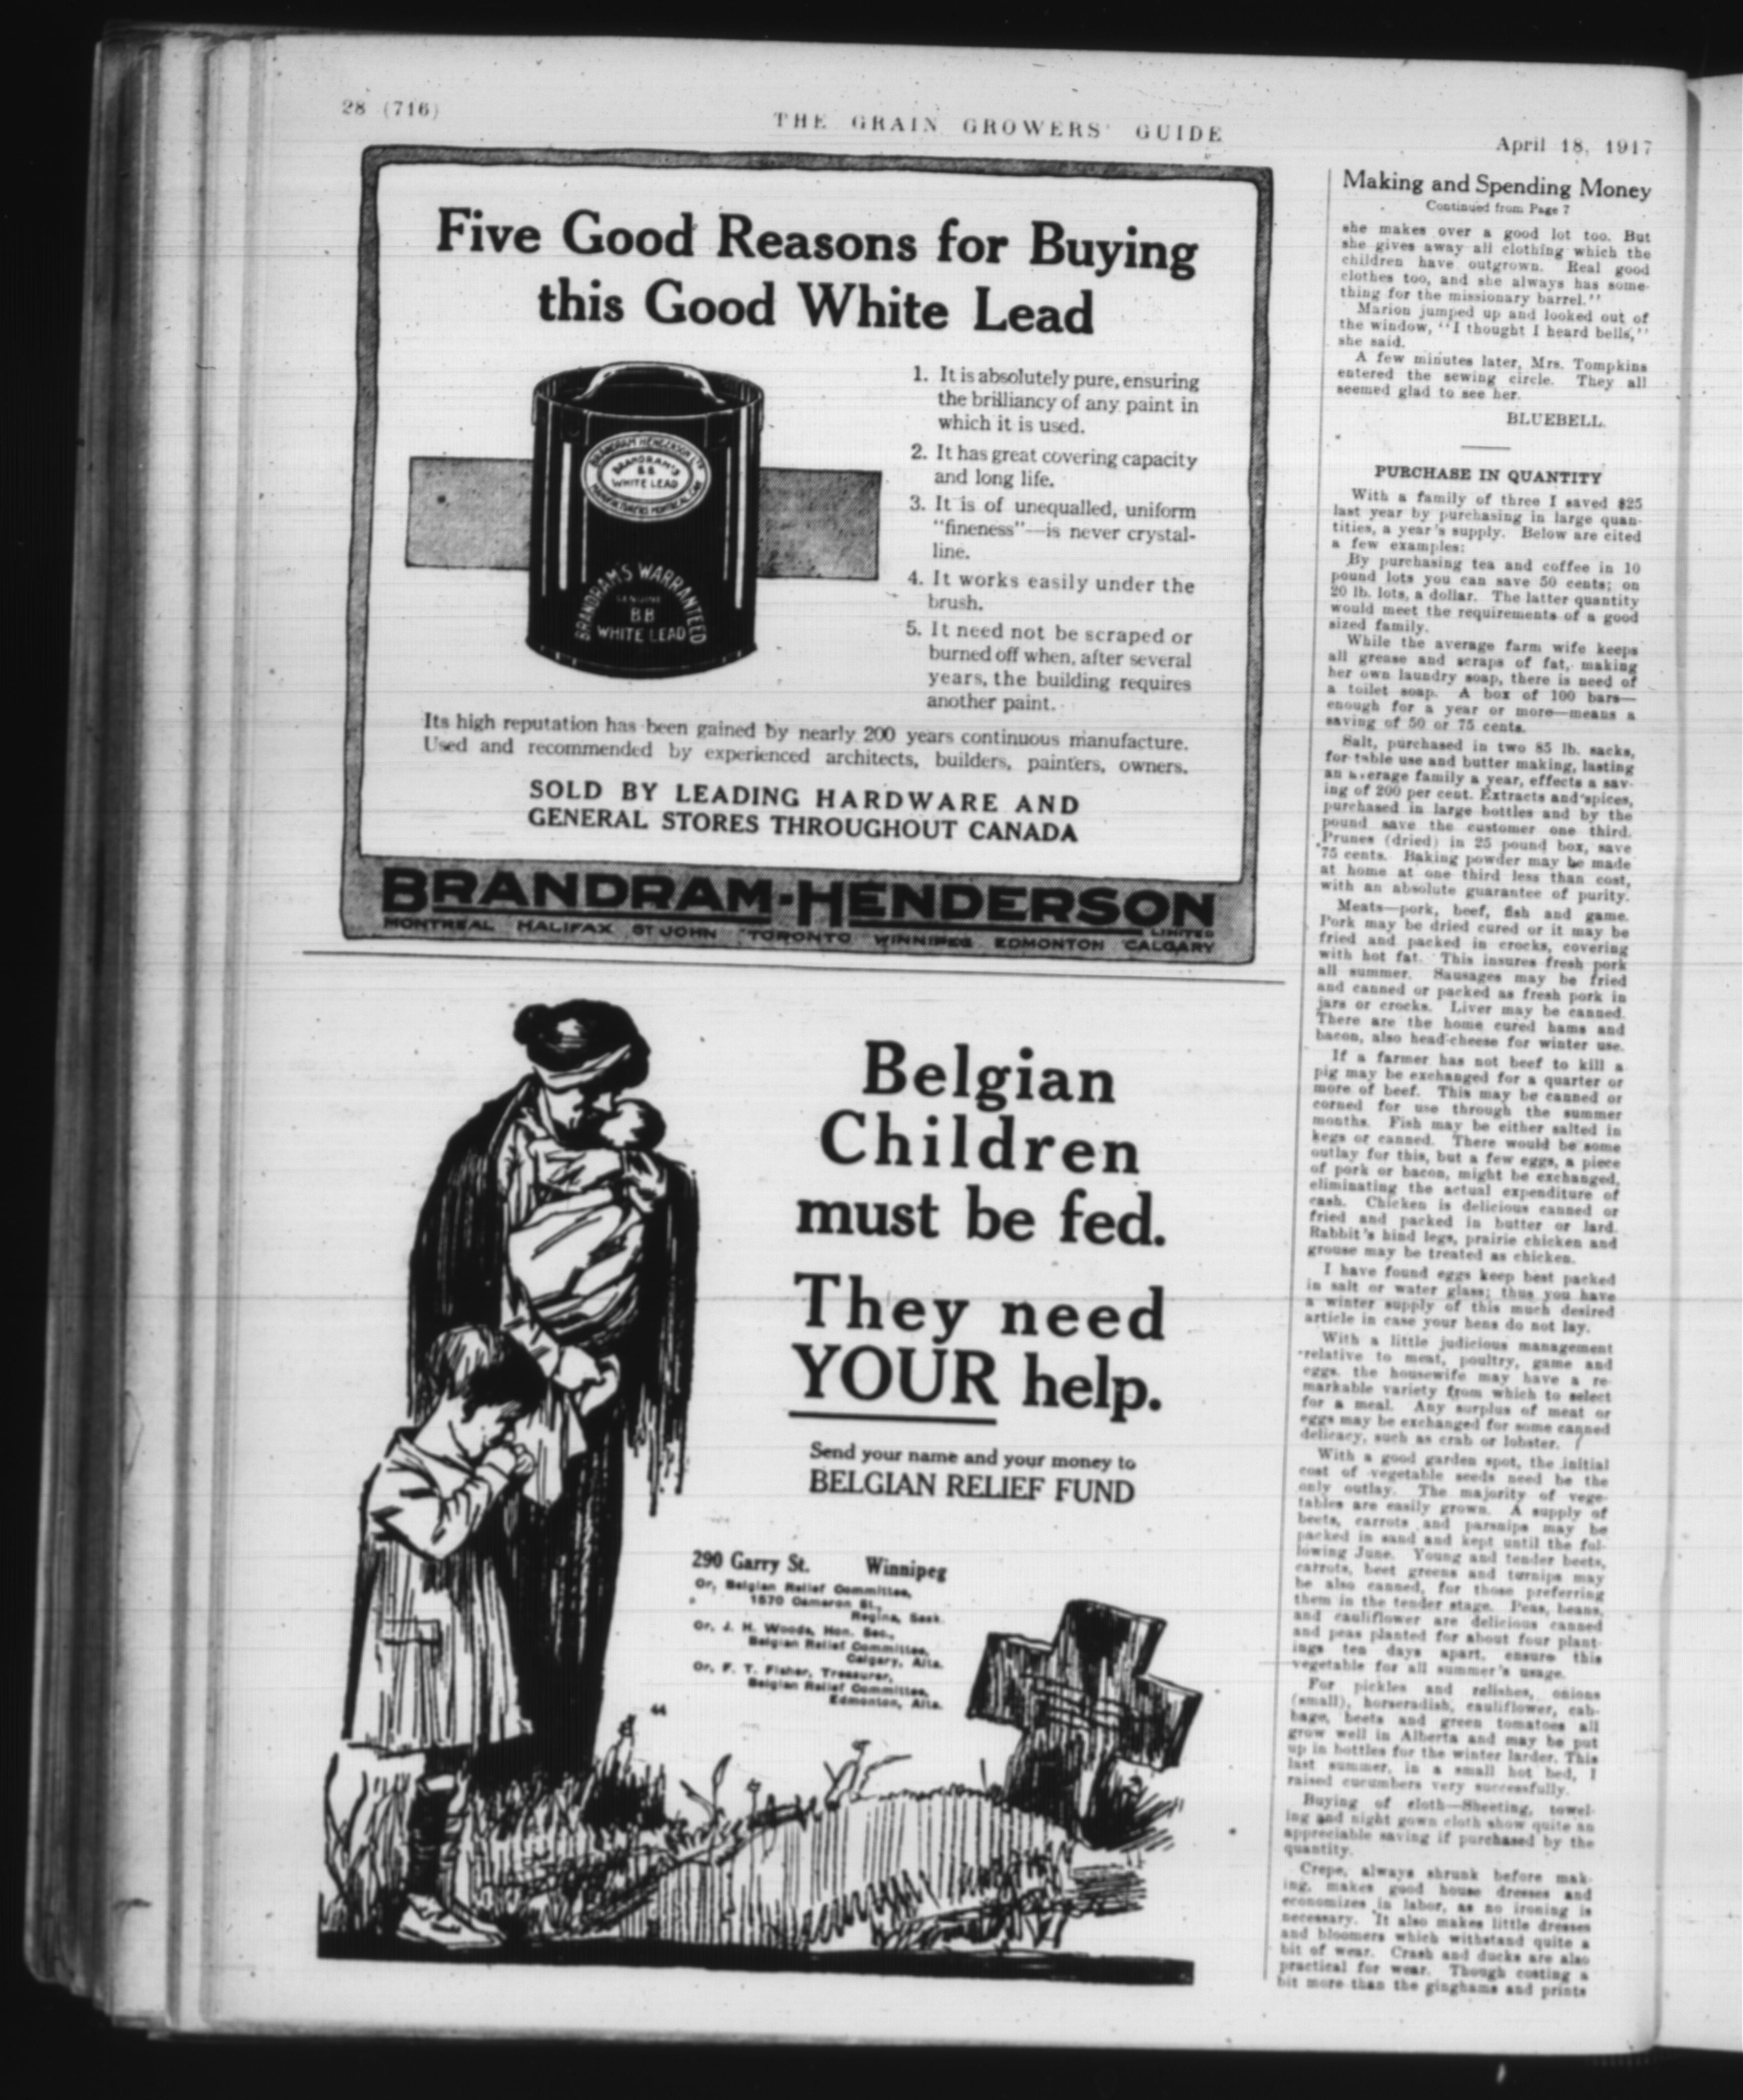 28 (716)
THE GRAIN GROWERS' GUIDE
April 18, 1917
Five Good Reasons for Buying
this Good White Lead
BRANDRAM HENDERSON LTD
BRANDRAM'S
B B
WHITE LEAD
BRANDRAM'S WARRANTEED
GENUINE
B B
WHITE LEAD
1. It is absolutely pure, ensuring
the brilliancy of any paint in
which it is used.
2. It has great covering capacity
and long life.
3. It is of unequalled, uniform
"fineness"—is never crystal-
line.
4. It works easily under the
brush.
5. It need not be scraped or
burned off when, after several
years, the building requires
another paint.
Its high reputation has been gained by nearly 200 years continuous manufacture.
Used and recommended by experienced architects, builders, painters, owners.
SOLD BY LEADING HARDWARE AND
GENERAL STORES THROUGHOUT CANADA
BRANDRAM-HENDERSON
LIMITED
MONTREAL HALIFAX ST JOHN TORONTO WINNIPEG EDMONTON CALGARY
Belgian
Children
must be fed.
They need
YOUR help.
Send your name and your money to
BELGIAN RELIEF FUND
290 Garry St. Winnipeg
Or, Belgian Relief Committee,
1670 Cameron St.,
Regina, Sask.
Or, J. H. Woods, Hon. Sec.,
Belgian Relief Committee,
Calgary, Alta.
Or, F. T. Fisher, Treasurer,
Belgian Relief Committee,
Edmonton, Alta.
44
Making and Spending Money
Continued from Page 7
she makes over a good lot too. But
she gives away all clothing which the
children have outgrown. Real good
clothes too, and she always has some-
thing for the missionary barrel.''
Marion jumped up and looked out of
the window, ''I thought I heard bells,''
she said.
A few minutes later, Mrs. Tompkins
entered the sewing circle. They all
seemed glad to see her.
BLUEBELL.
PURCHASE IN QUANTITY
With a family of three I saved $25
last year by purchasing in large quan-
tities, a year's supply. Below are cited
a few examples:
By purchasing tea and coffee in 10
pound lots you can save 50 cents; on
20 lb. lots, a dollar. The latter quantity
would meet the requirements of a good
sized family.
While the average farm wife keeps
all grease and scraps of fat, making
her own laundry soap, there is need of
a toilet soap. A box of 100 bars—
enough for a year or more—means a
saving of 50 or 75 cents.
Salt, purchased in two 85 lb. sacks,
for table use and butter making, lasting
an average family a year, effects a sav-
ing of 200 per cent. Extracts and spices,
purchased in large bottles and by the
pound save the customer one third.
Prunes (dried) in 25 pound box, save
75 cents. Baking powder may be made
at home at one third less than cost,
with an absolute guarantee of purity.
Meats—pork, beef, fish and game.
Pork may be dried cured or it may be
fried and packed in crocks, covering
with hot fat. This insures fresh pork
all summer. Sausages may be fried
and canned or packed as fresh pork in
jars or crocks. Liver may be canned.
There are the home cured hams and
bacon, also head-cheese for winter use.
If a farmer has not beef to kill a
pig may be exchanged for a quarter or
more of beef. This may be canned or
corned for use through the summer
months. Fish may be either salted in
kegs or canned. There would be some
outlay for this, but a few eggs, a piece
of pork or bacon, might be exchanged,
eliminating the actual expenditure of
cash. Chicken is delicious canned or
fried and packed in butter or lard.
Rabbit's hind legs, prairie chicken and
grouse may be treated as chicken.
I have found eggs keep best packed
in salt or water glass; thus you have
a winter supply of this much desired
article in case your hens do not lay.
With a little judicious management
relative to meat, poultry, game and
eggs, the housewife may have a re-
markable variety from which to select
for a meal. Any surplus of meat or
eggs may be exchanged for some canned
delicacy, such as crab or lobster.
With a good garden spot, the initial
cost of vegetable seeds need be the
only outlay. The majority of vege-
tables are easily grown. A supply of
beets, carrots and parsnips may be
packed in sand and kept until the fol-
lowing June. Young and tender beets,
carrots, beet greens and turnips may
be also canned, for those preferring
them in the tender stage. Peas, beans,
and cauliflower are delicious canned
and peas planted for about four plant-
ings ten days apart, ensure this
vegetable for all summer's usage.
For pickles and relishes, onions
(small), horseradish, cauliflower, cab-
bage, beets and green tomatoes all
grow well in Alberta and may be put
up in bottles for the winter larder. This
last summer, in a small hot bed, I
raised cucumbers very successfully.
Buying of cloth—Sheeting, towel-
ing and night gown cloth show quite an
appreciable saving if purchased by the
quantity.
Crepe, always shrunk before mak-
ing, makes good house dresses and
economizes in labor, as no ironing is
necessary. It also makes little dresses
and bloomers which withstand quite a
bit of wear. Crash and ducks are also
practical for wear. Though costing a
bit more than the ginghams and prints